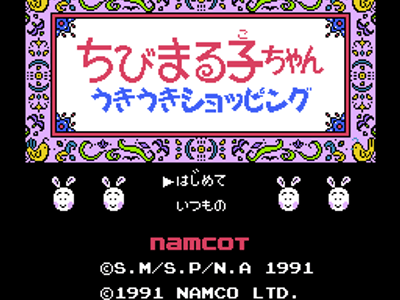 ちびまる子ちゃん
こ
うきうきショッピング
▶はじめて
いつもの
namcot
©S.M/S.P/N.A 1991
©1991 NAMCO LTD.